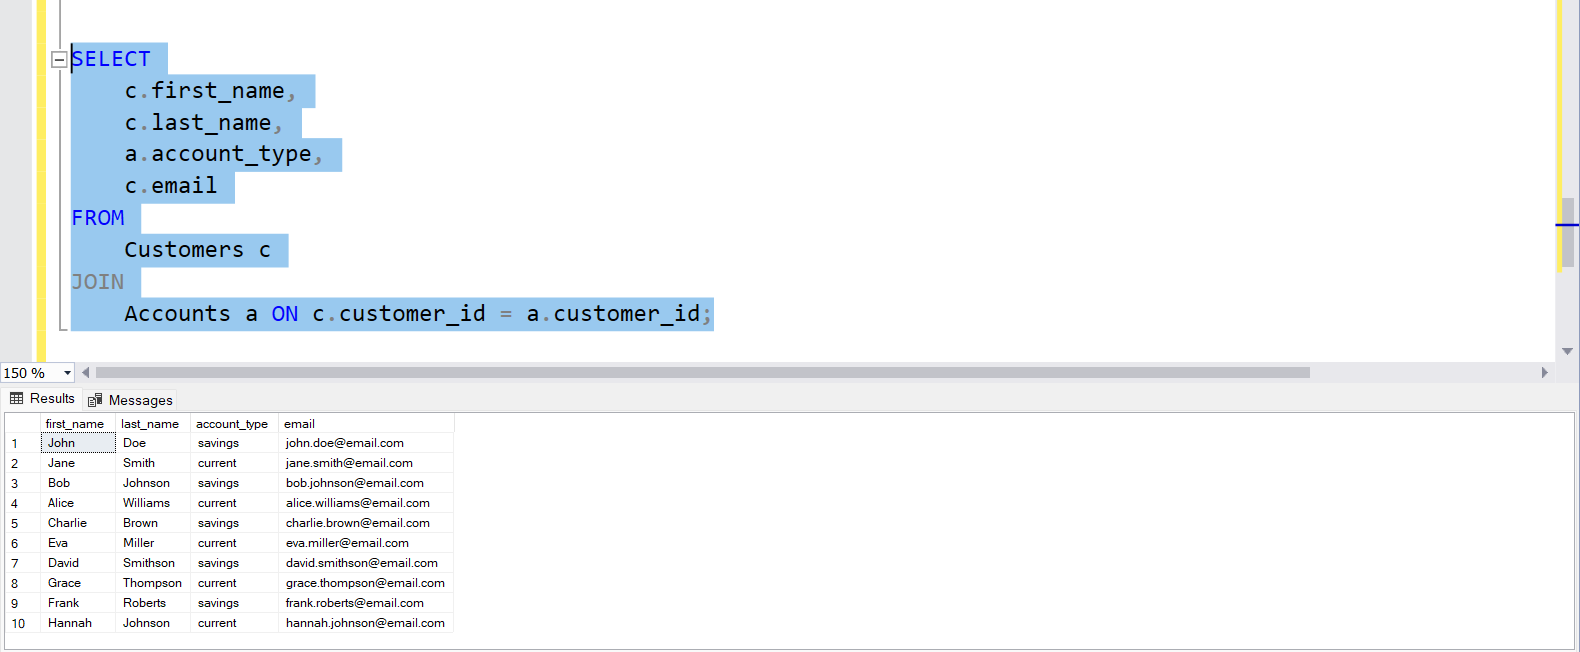 SELECT
c.first_name,
c.last_name,
a.account_type,
c.email
FROM
Customers c
JOIN
Accounts a ON c.customer_id = a.customer_id;
150 %
Results Messages
first_name last_name account_type email
1 John Doe savings john.doe@email.com
2 Jane Smith current jane.smith@email.com
3 Bob Johnson savings bob.johnson@email.com
4 Alice Williams current alice.williams@email.com
5 Charlie Brown savings charlie.brown@email.com
6 Eva Miller current eva.miller@email.com
7 David Smithson savings david.smithson@email.com
8 Grace Thompson current grace.thompson@email.com
9 Frank Roberts savings frank.roberts@email.com
10 Hannah Johnson current hannah.johnson@email.com